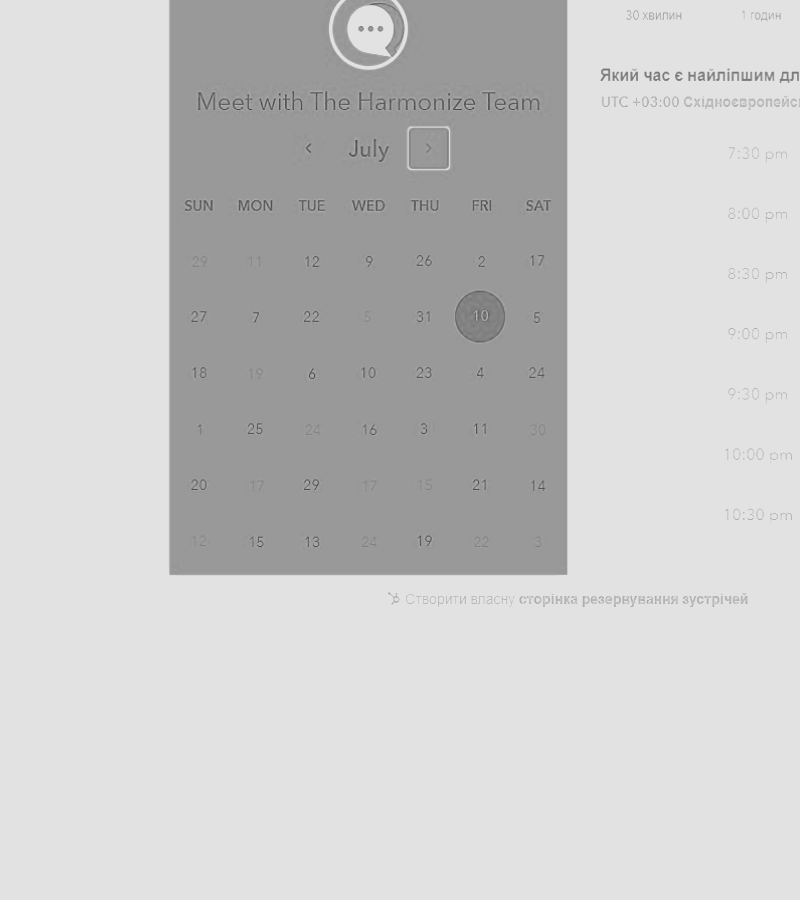 30 хвилин 1 годин
Який час є найліпшим дл
UTC +03:00 Східноєвропейсь
Meet with The Harmonize Team
July
SUN MON TUE WED THU FRI SAT
29 11 12 9 26 2 17
27 7 22 5 31 10 5
18 19 6 10 23 4 24
1 25 24 16 3 11 30
20 17 29 17 15 21 14
12 15 13 24 19 22 3
7:30 pm
8:00 pm
8:30 pm
9:00 pm
9:30 pm
10:00 pm
10:30 pm
Створити власну сторінка резернування зустрічей